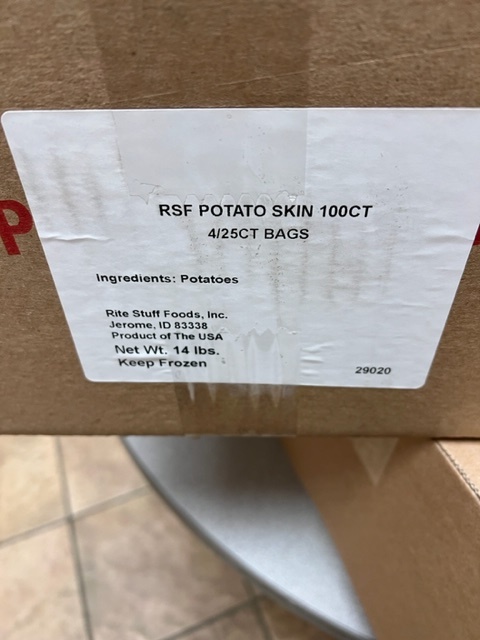 P
RSF POTATO SKIN 100CT
4/25CT BAGS
Ingredients: Potatoes
Rite Stuff Foods, Inc.
Jerome, ID 83338
Product of The USA
Net Wt. 14 lbs.
Keep Frozen
29020